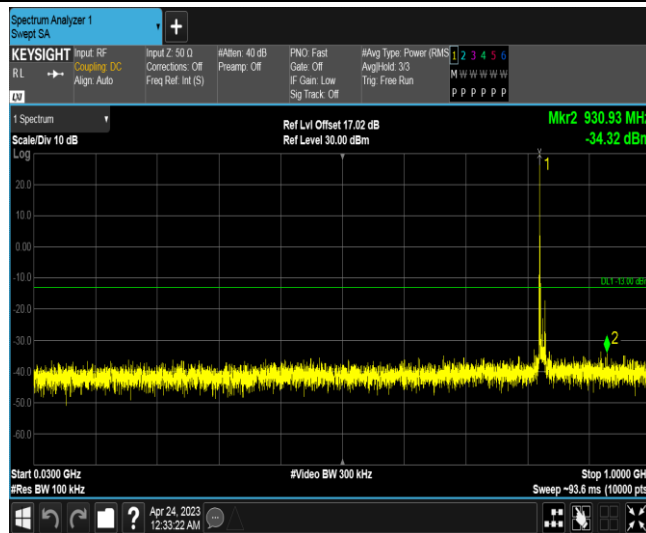 Spectrum Analyzer 1
Swept SA
+
KEYSIGHT
RL
LXI
Input: RF
Coupling: DC
Align: Auto
Input Z: 50 Ω
Corrections: Off
Freq Ref: Int (S)
#Atten: 40 dB
Preamp: Off
PNO: Fast
Gate: Off
IF Gain: Low
Sig Track: Off
#Avg Type: Power (RMS
Avg|Hold: 3/3
Trig: Free Run
1 2 3 4 5 6
M W W W W W
P P P P P P
1 Spectrum
Scale/Div 10 dB
Ref Lvl Offset 17.02 dB
Ref Level 30.00 dBm
Mkr2 930.93 MHz
-34.32 dBm
Log
1
20.0
10.0
0.00
-10.0
DL1 -13.00 dBm
-20.0
-30.0
2
-40.0
-50.0
-60.0
Start 0.0300 GHz
#Res BW 100 kHz
#Video BW 300 kHz
Stop 1.0000 GH
Sweep ~93.6 ms (10000 pts
?
Apr 24, 2023
12:33:22 AM